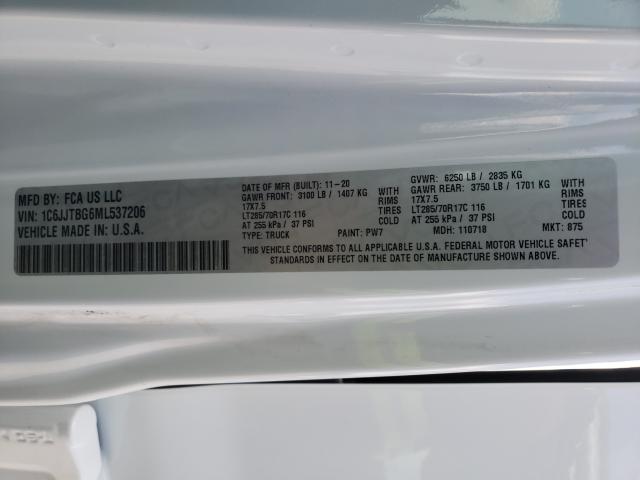 MFD BY: FCA US LLC
VIN: 1C6JJTBG6ML537206
VEHICLE MADE IN: U.S.A.
DATE OF MFR (BUILT): 11-20
GAWR FRONT: 3100 LB / 1407 KG WITH
17X7.5 RIMS
LT285/70R17C 116 TIRES
AT 255 kPa / 37 PSI
TYPE: TRUCK PAINT: PW7
GVWR: 6250 LB / 2835 KG
GAWR REAR: 3750 LB / 1701 KG WITH
17X7.5 RIMS
LT285/70R17C 116 TIRES
AT 255 kPa / 37 PSI
MDH: 110718 MKT: 875
THIS VEHICLE CONFORMS TO ALL APPLICABLE U.S.A. FEDERAL MOTOR VEHICLE SAFET'
STANDARDS IN EFFECT ON THE DATE OF MANUFACTURE SHOWN ABOVE.